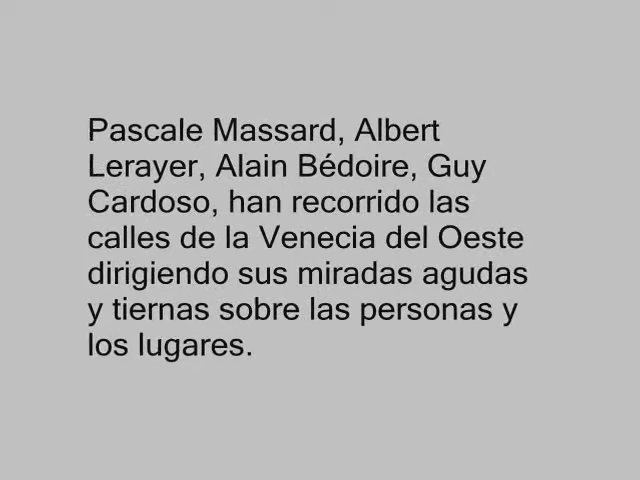 Pascale Massard, Albert
Lerayer, Alain Bédoire, Guy
Cardoso, han recorrido las
calles de la Venecia del Oeste
dirigiendo sus miradas agudas
y tiernas sobre las personas y
los lugares.